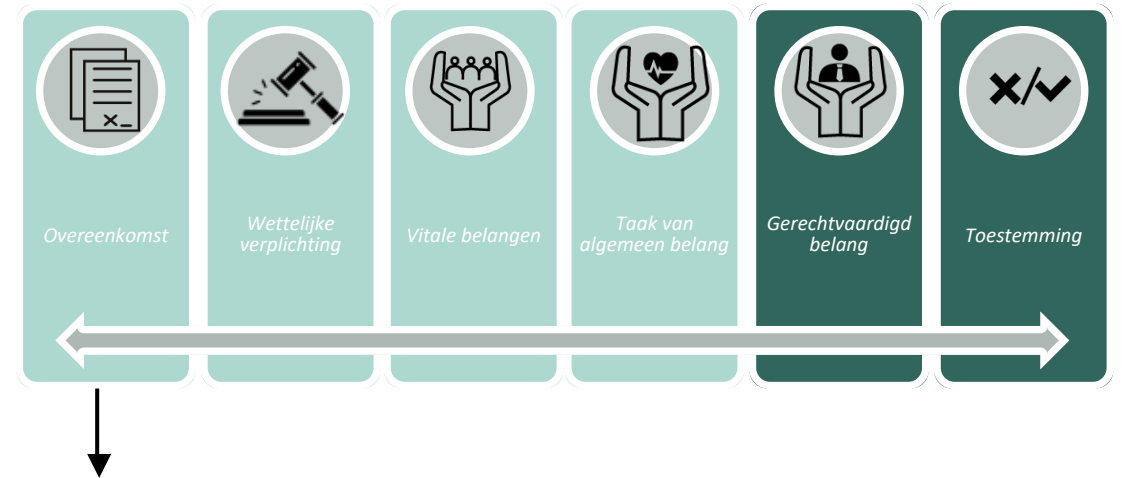 Overeenkomst
Wettelijke
verplichting
Vitale belangen
Taak van
algemeen belang
Gerechtvaardigd
belang
Toestemming